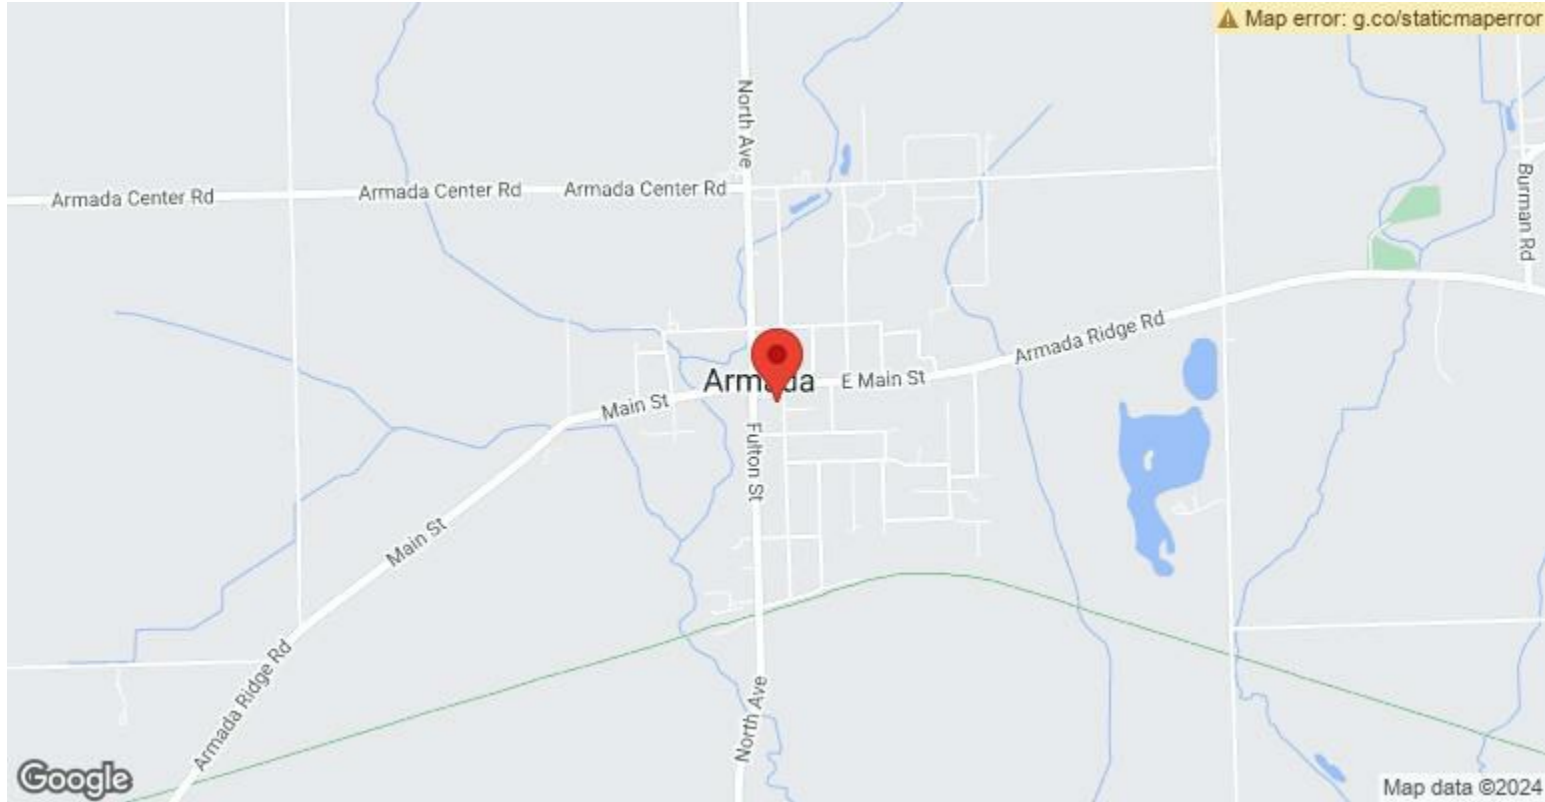 Map error: g.co/staticmaperror
North Ave
Armada Center Rd
Armada Center Rd
Armada Center Rd
Burman Rd
Armada Ridge Rd
Armada
E Main St
Main St
Fulton St
Main St
Armada Ridge Rd
North Ave
Google
Map data ©2024